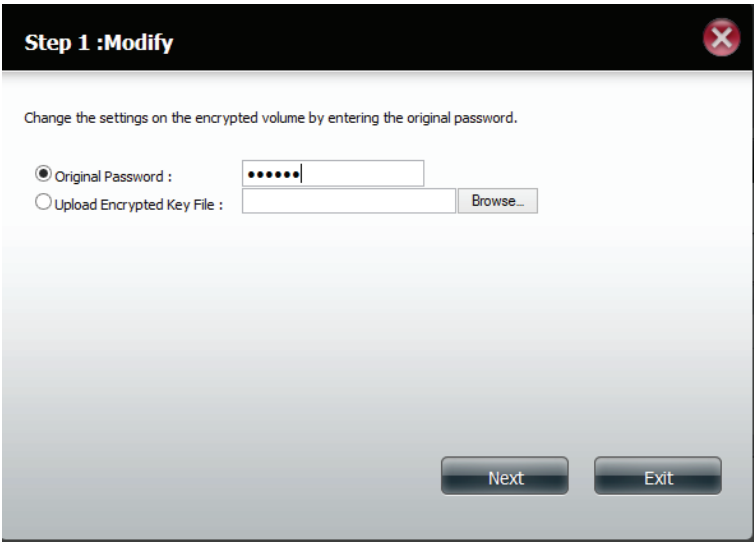 Step 1 :Modify
Change the settings on the encrypted volume by entering the original password.
Original Password : ••••••
Upload Encrypted Key File : Browse...
Next Exit